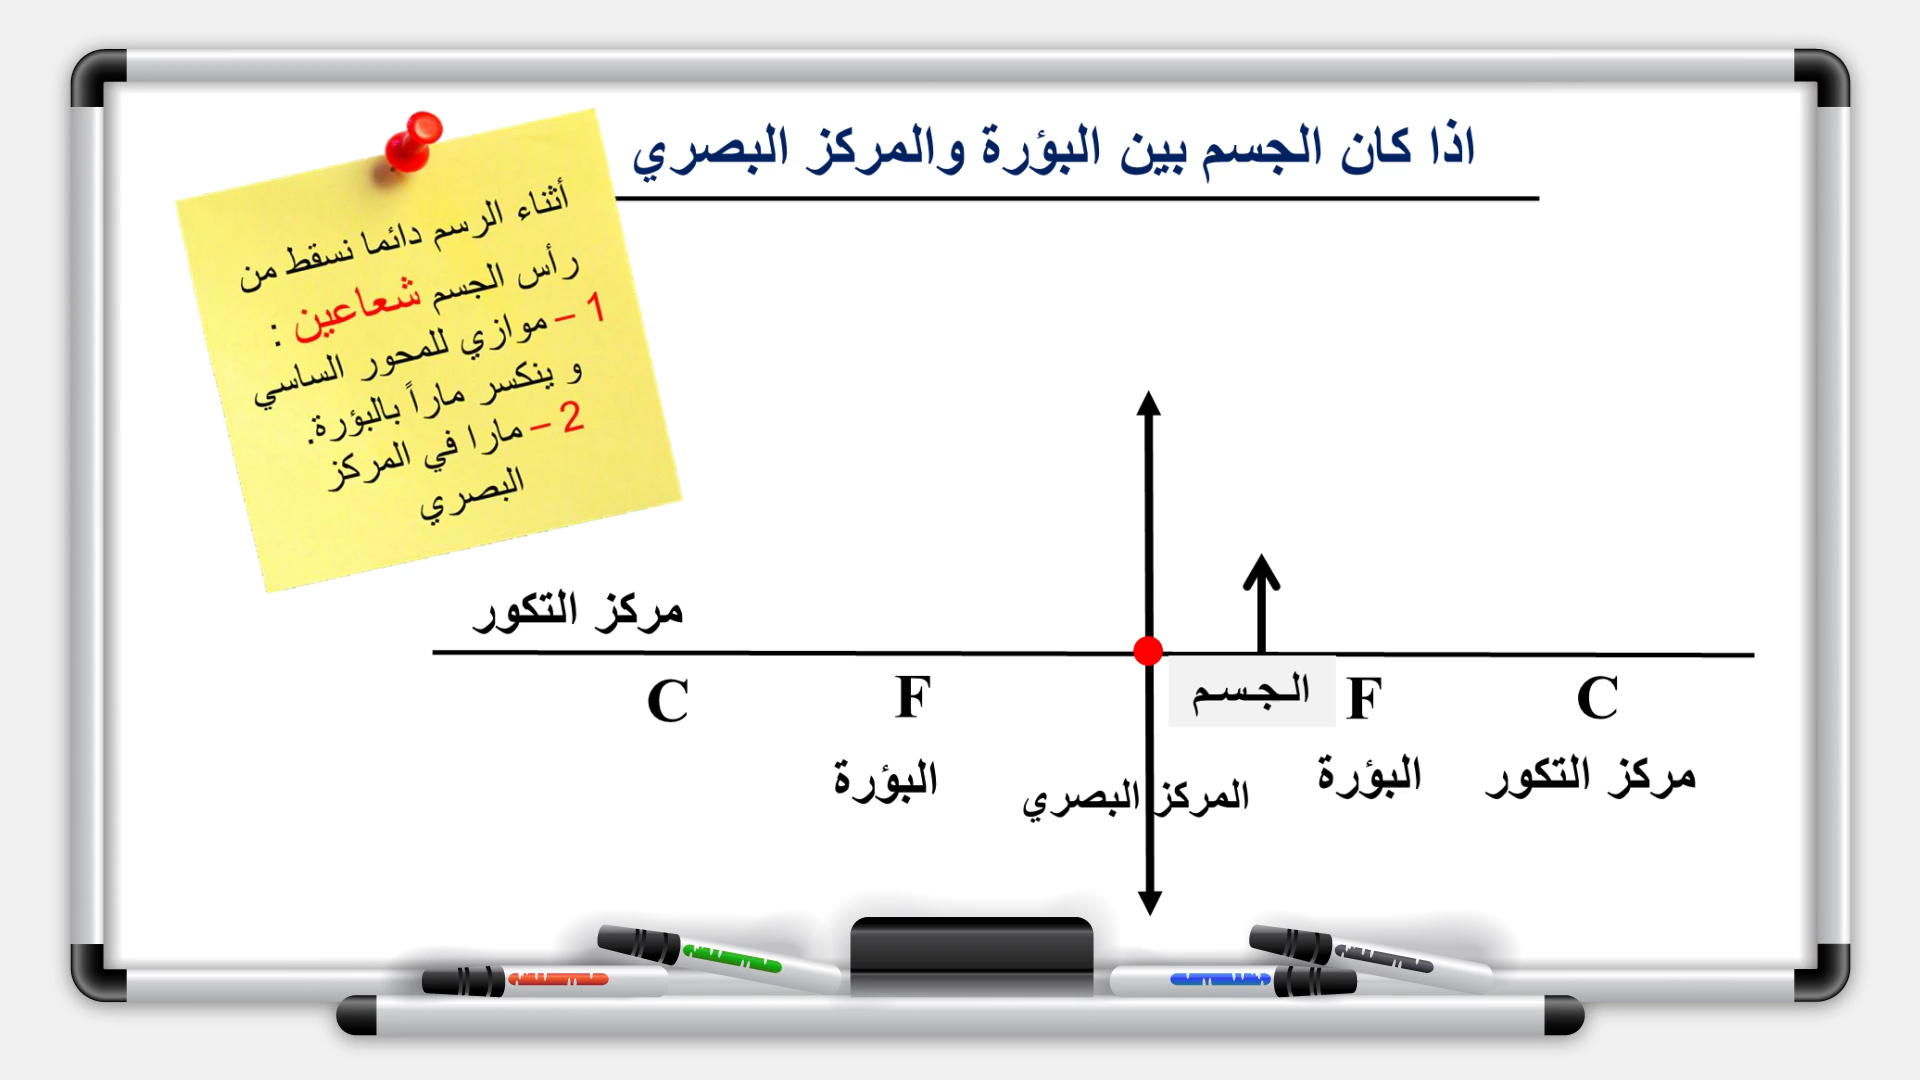 اذا كان الجسم بين البؤرة والمركز البصري
أثناء الرسم دائما نسقط من
رأس الجسم شعاعين :
1 – موازي للمحور الساسي
و ينكسر ماراً بالبؤرة.
2 – مارا في المركز
البصري
مركز التكور
C
F
الجسم
F
C
البؤرة
المركز البصري
البؤرة
مركز التكور